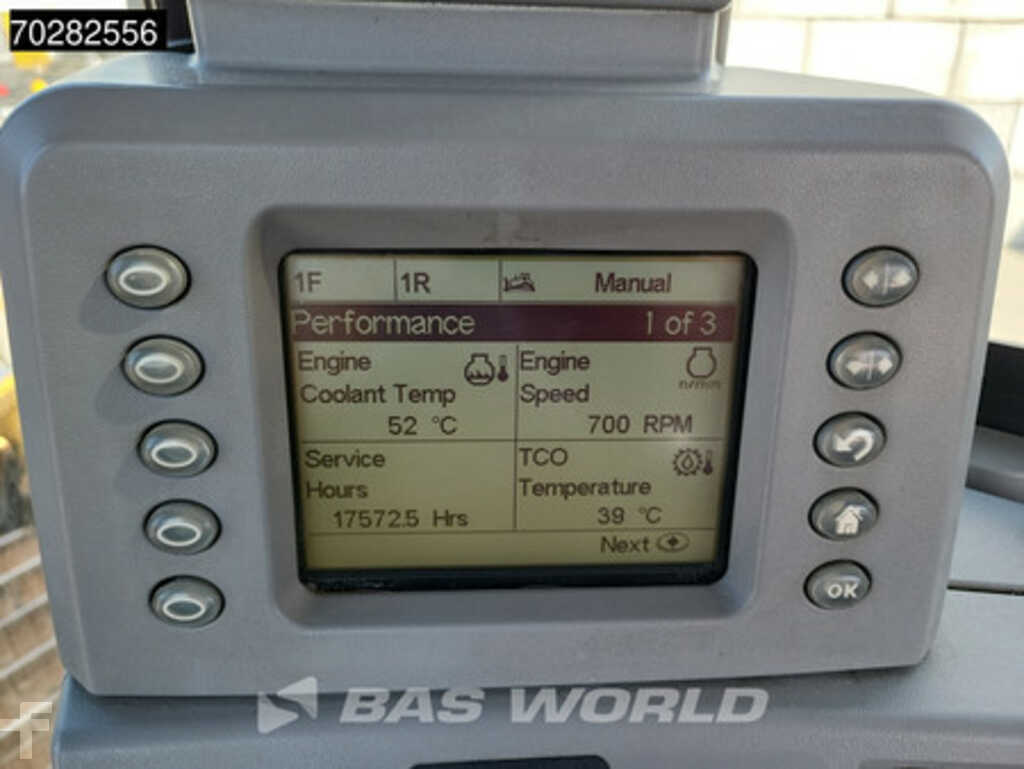 70282556
1F 1R Manual
Performance 1 of 3
Engine
Coolant Temp
52 °C
Engine
n/min
Speed
700 RPM
Service
Hours
17572.5 Hrs
TCO
Temperature
39 °C
Next
OK
BAS WORLD